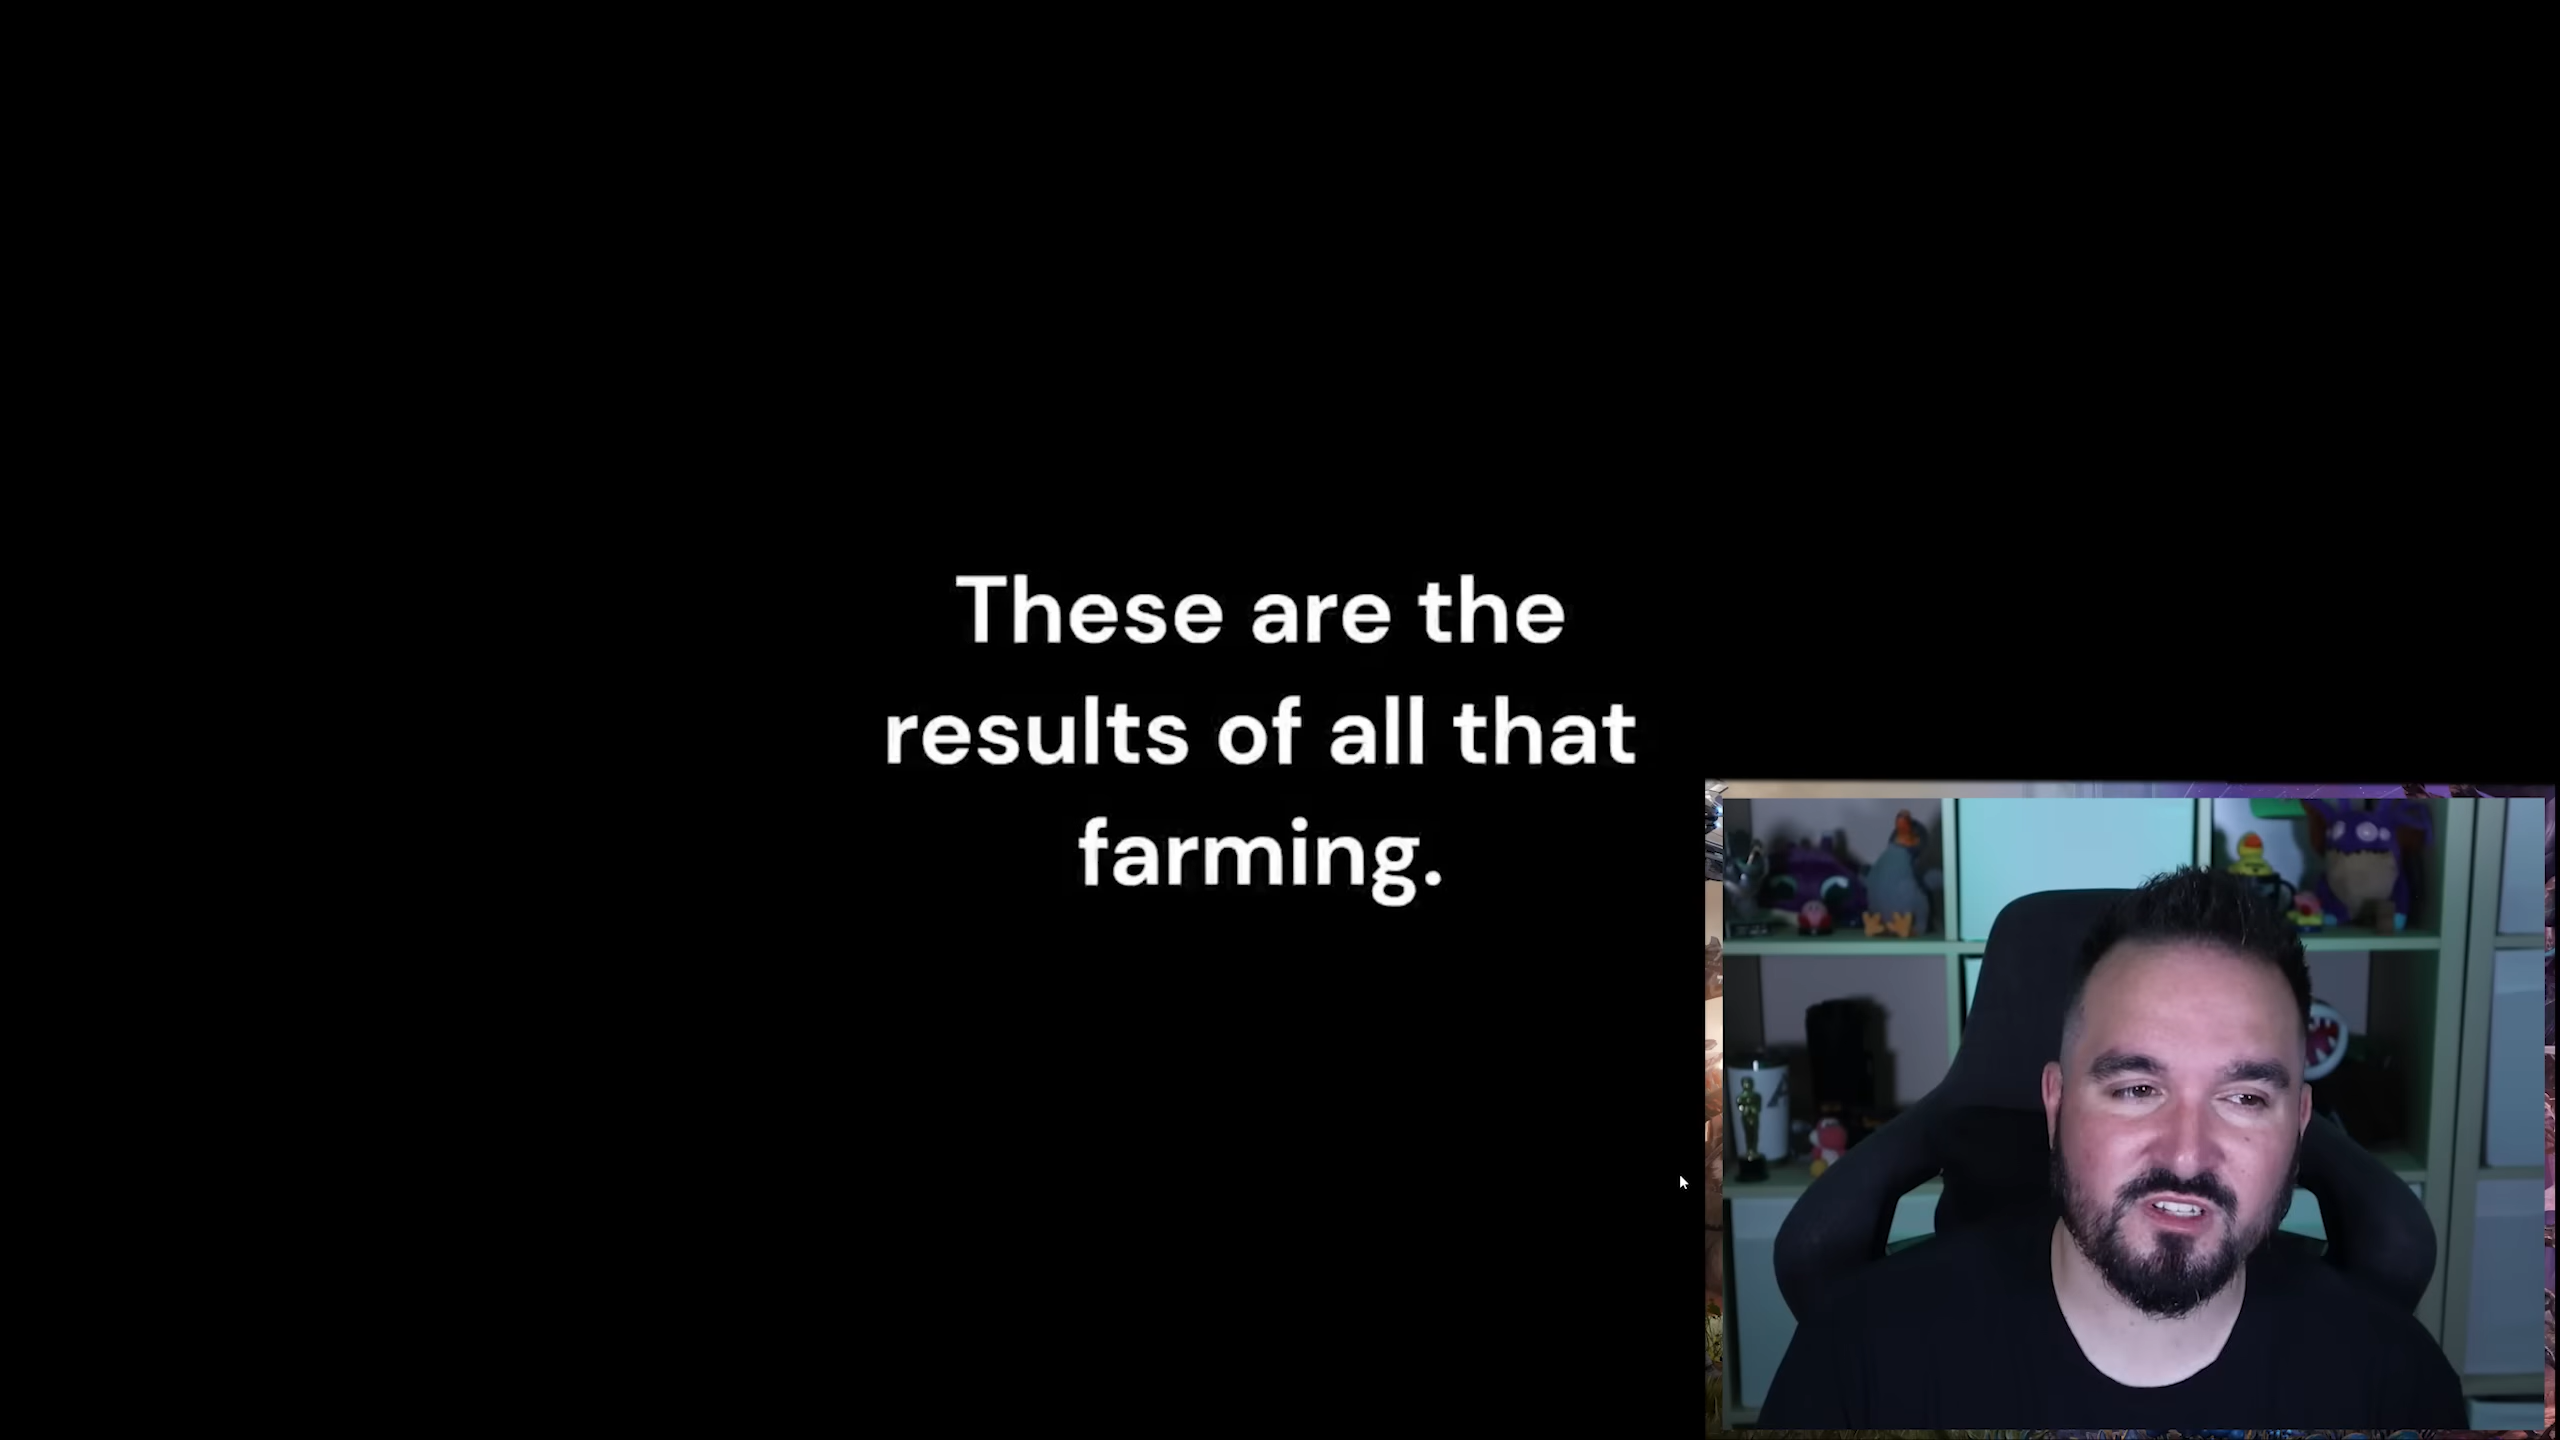 These are the
results of all that
farming.